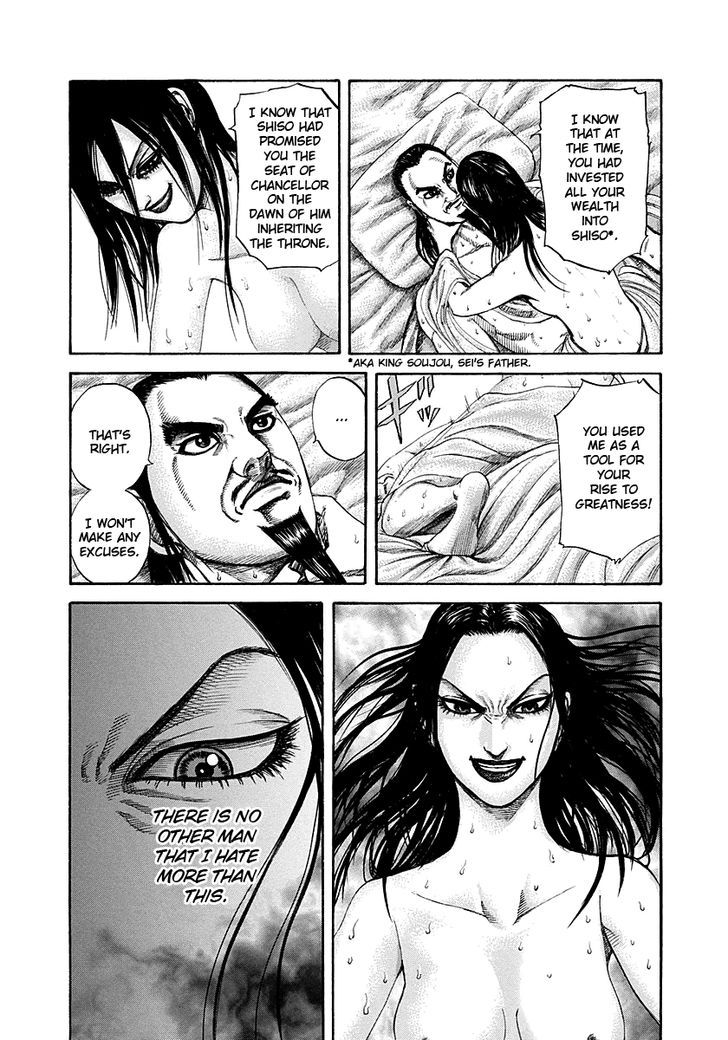 I KNOW
THAT AT
THE TIME,
YOU HAD
INVESTED
ALL YOUR
WEALTH
INTO
SHISO*.
I KNOW THAT
SHISO HAD
PROMISED
YOU THE
SEAT OF
CHANCELLOR
ON THE
DAWN OF HIM
INHERITING
THE THRONE.
*AKA KING SOUJOU, SEI'S FATHER.
YOU USED
ME AS A
TOOL FOR
YOUR
RISE TO
GREATNESS!
...
THAT'S
RIGHT.
I WON'T
MAKE ANY
EXCUSES.
THERE IS NO
OTHER MAN
THAT I HATE
MORE THAN
THIS.